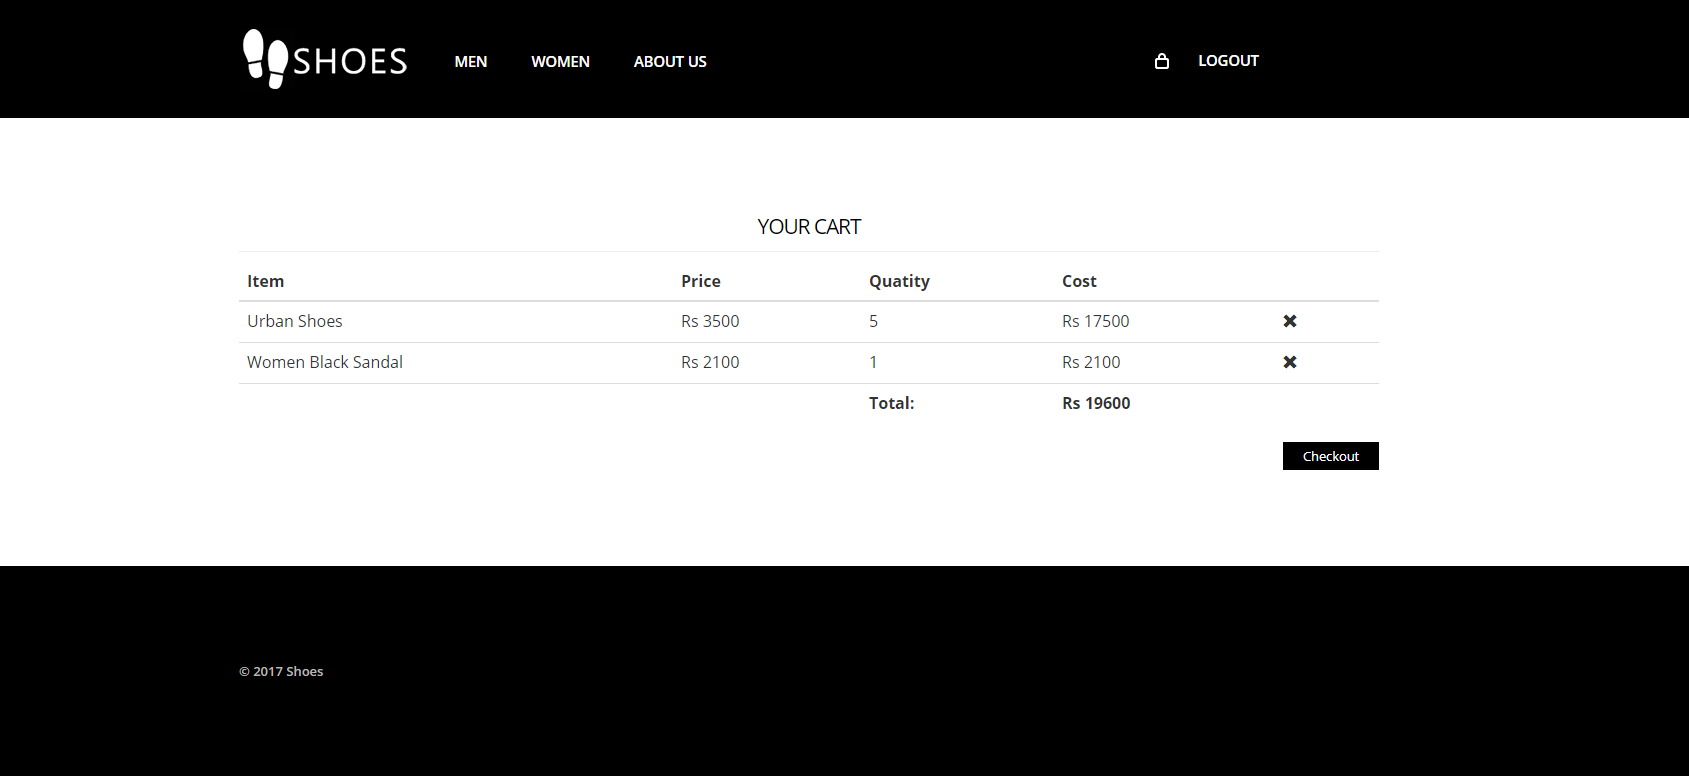 SHOES MEN WOMEN ABOUT US LOGOUT
YOUR CART
Item Price Quatity Cost
Urban Shoes Rs 3500 5 Rs 17500
Women Black Sandal Rs 2100 1 Rs 2100
Total: Rs 19600
Checkout
© 2017 Shoes